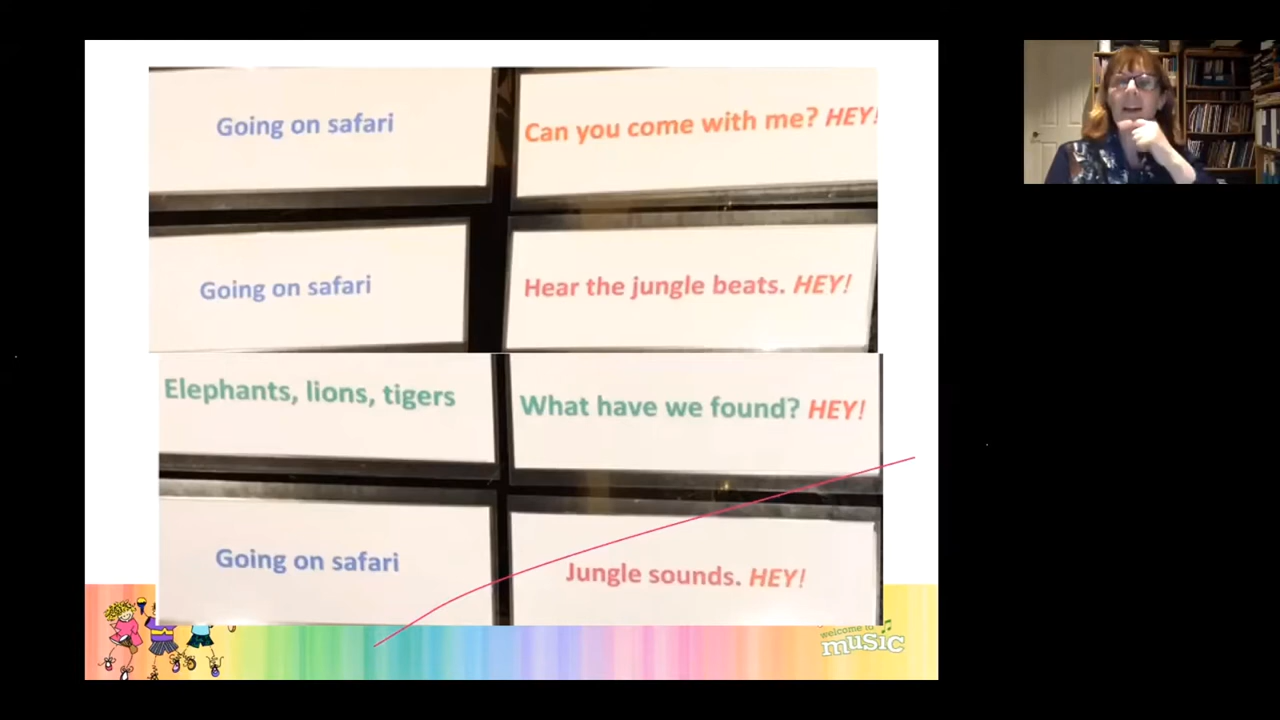 Going on safari
Can you come with me? HEY!
Going on safari
Hear the jungle beats. HEY!
Elephants, lions, tigers
What have we found? HEY!
Going on safari
Jungle sounds. HEY!
welcome to
music